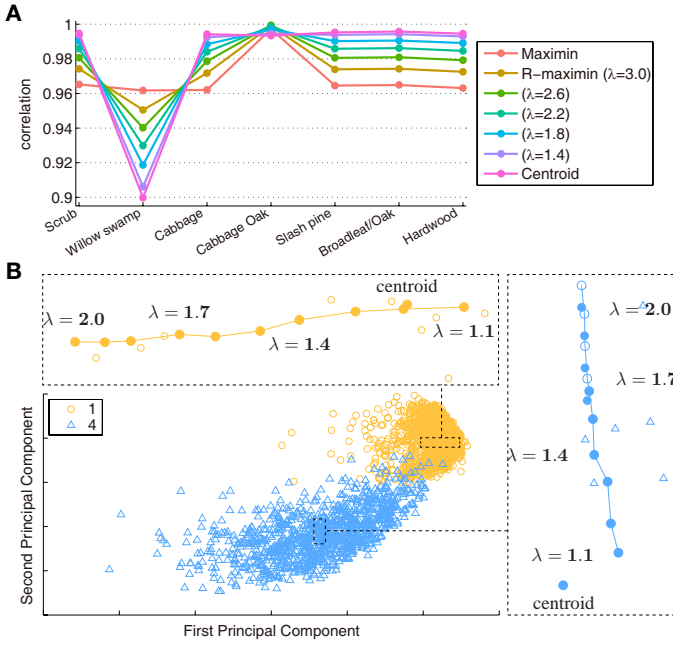 A
correlation
1
0.98
0.96
0.94
0.92
0.9
Scrub
Willow swamp
Cabbage
Cabbage Oak
Slash pine
Broadleaf/Oak
Hardwood
Maximin
R−maximin (λ=3.0)
(λ=2.6)
(λ=2.2)
(λ=1.8)
(λ=1.4)
Centroid
B
centroid
λ = 2.0
λ = 1.7
λ = 1.4
λ = 1.1
1
4
Second Principal Component
First Principal Component
λ = 2.0
λ = 1.7
λ = 1.4
λ = 1.1
centroid